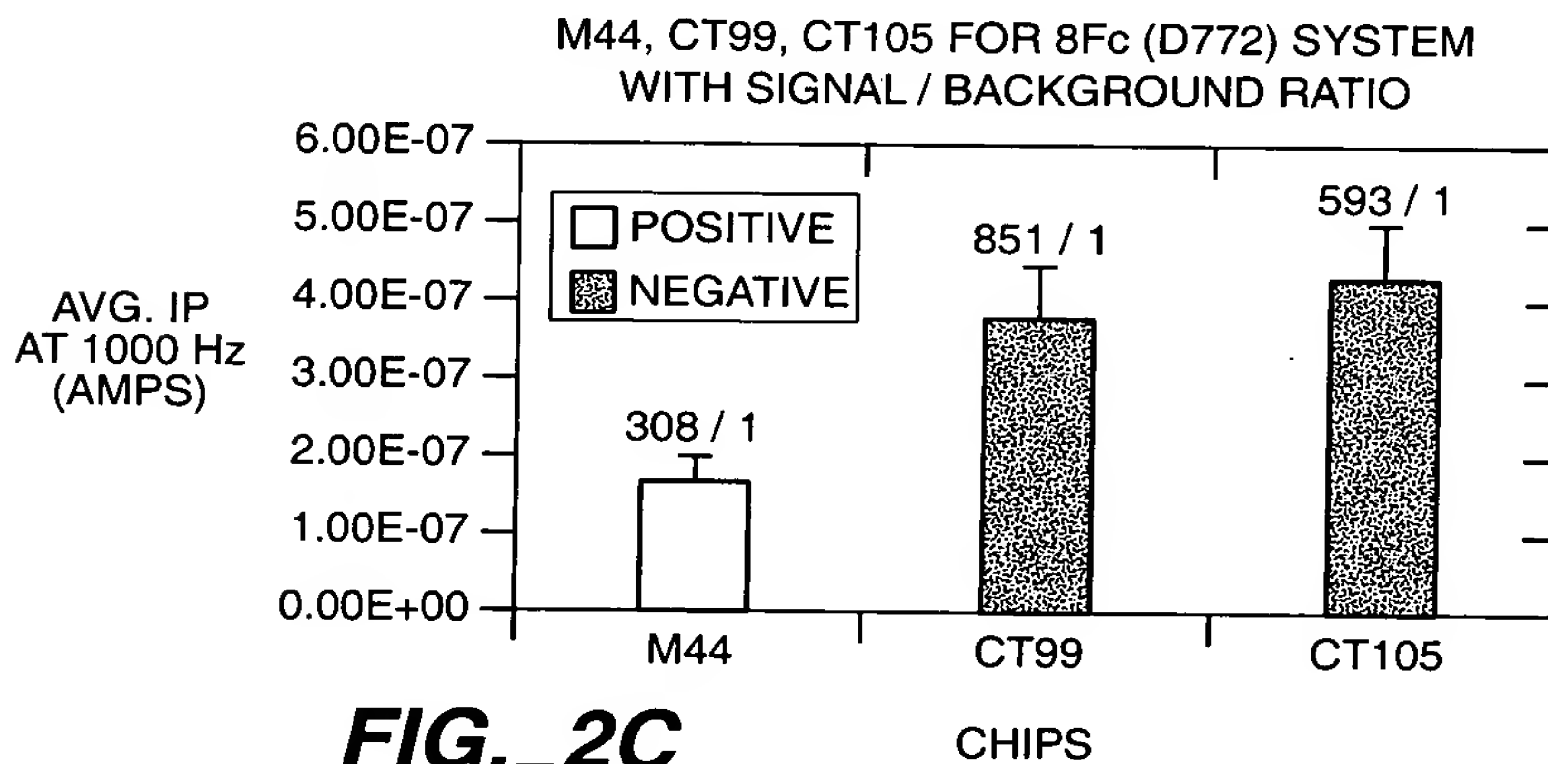 M44, CT99, CT105 FOR 8Fc (D772) SYSTEM
WITH SIGNAL / BACKGROUND RATIO
6.00E-07
5.00E-07
4.00E-07
3.00E-07
2.00E-07
1.00E-07
0.00E+00
AVG. IP
AT 1000 Hz
(AMPS)
POSITIVE
NEGATIVE
308 / 1
851 / 1
593 / 1
M44
CT99
CT105
CHIPS
FIG._2C